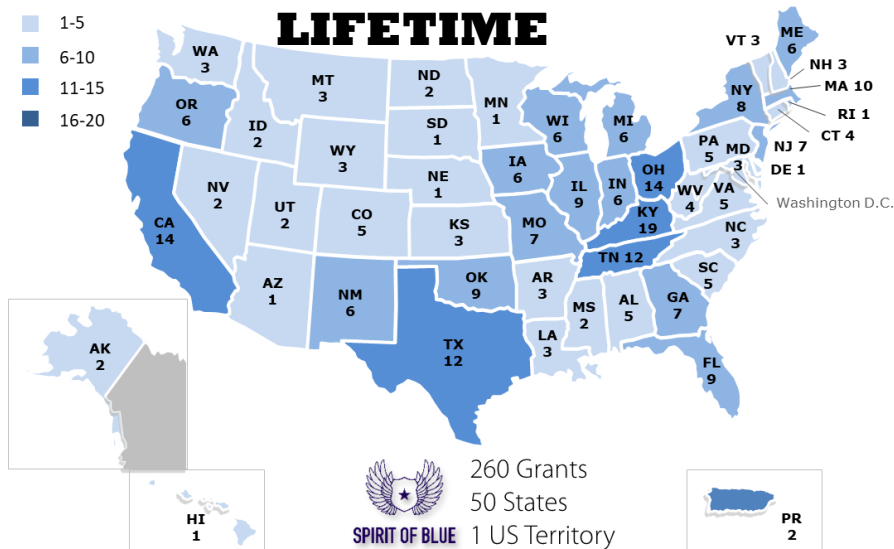 LIFETIME
1-5
6-10
11-15
16-20
WA
3
OR
6
CA
14
ID
2
NV
2
MT
3
WY
3
UT
2
AZ
1
CO
5
NM
6
ND
2
SD
1
NE
1
KS
3
OK
9
TX
12
MN
1
IA
6
MO
7
AR
3
LA
3
WI
6
IL
9
MS
2
MI
6
IN
6
OH
14
KY
19
TN 12
AL
5
GA
7
FL
9
SC
5
NC
3
VA
5
WV
4
PA
5
MD
3
NY
8
VT 3
ME
6
NH 3
MA 10
RI 1
CT 4
NJ 7
DE 1
Washington D.C.
AK
2
HI
1
SPIRIT OF BLUE
260 Grants
50 States
1 US Territory
PR
2